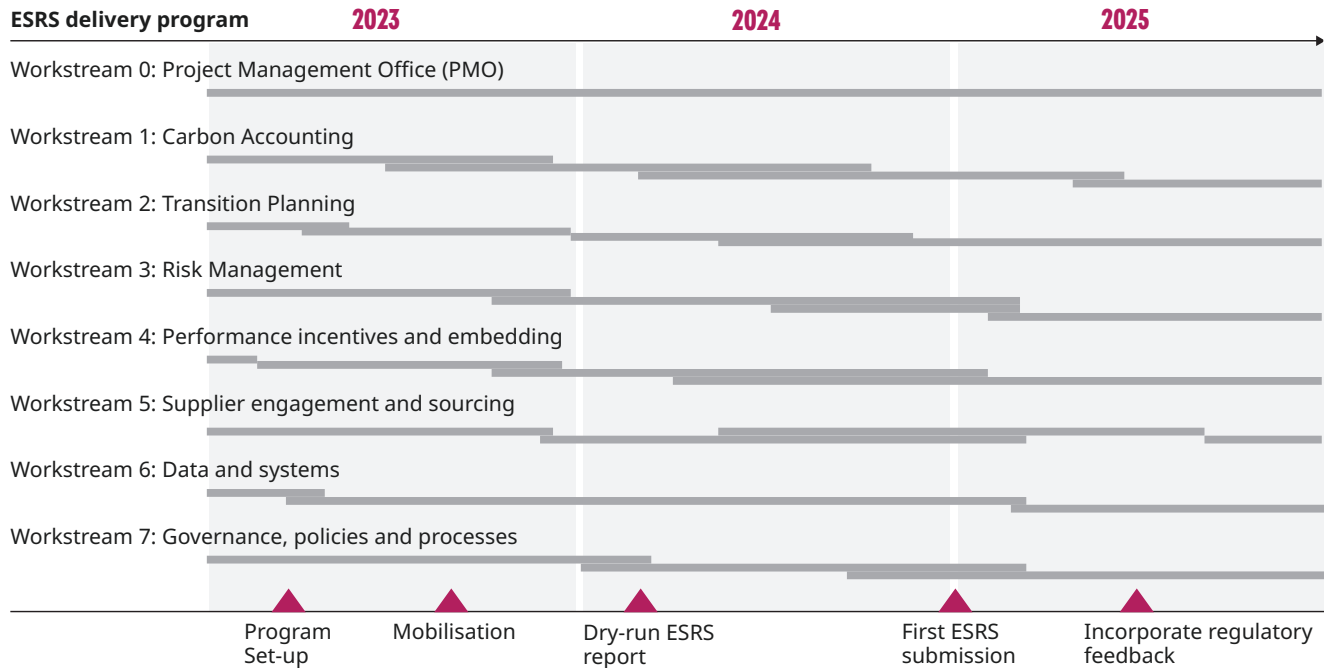 ESRS delivery program 2023 2024 2025
Workstream 0: Project Management Office (PMO)
Workstream 1: Carbon Accounting
Workstream 2: Transition Planning
Workstream 3: Risk Management
Workstream 4: Performance incentives and embedding
Workstream 5: Supplier engagement and sourcing
Workstream 6: Data and systems
Workstream 7: Governance, policies and processes
Program
Set-up
Mobilisation
Dry-run ESRS
report
First ESRS
submission
Incorporate regulatory
feedback